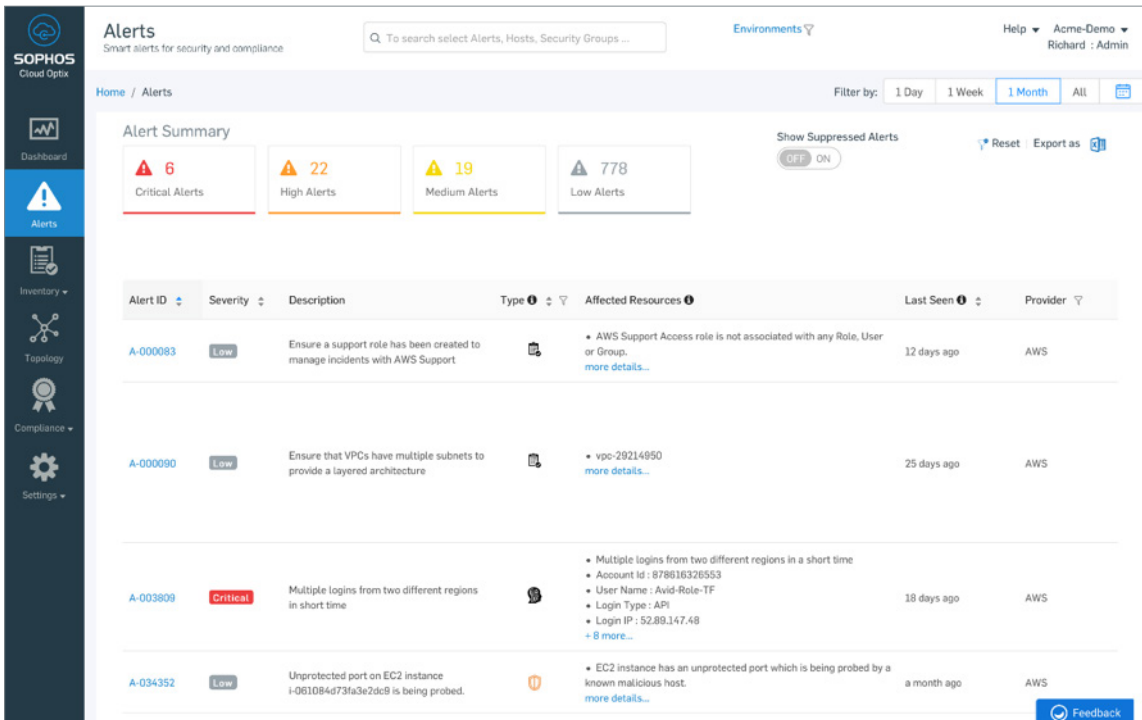 SOPHOS
Cloud Optix
Dashboard
Alerts
Inventory
Topology
Compliance
Settings
Alerts
Smart alerts for security and compliance
To search select Alerts, Hosts, Security Groups ...
Environments
Help Acme-Demo
Richard : Admin
Home / Alerts
Filter by: 1 Day 1 Week 1 Month All
Alert Summary
6
Critical Alerts
22
High Alerts
19
Medium Alerts
778
Low Alerts
Show Suppressed Alerts
OFF ON
Reset Export as
Alert ID Severity Description Type Affected Resources Last Seen Provider
A-000083 Low
Ensure a support role has been created to
manage incidents with AWS Support
• AWS Support Access role is not associated with any Role, User
or Group.
more details...
12 days ago AWS
A-000090 Low
Ensure that VPCs have multiple subnets to
provide a layered architecture
• vpc-29214950
more details...
25 days ago AWS
A-003809 Critical
Multiple logins from two different regions
in short time
• Multiple logins from two different regions in a short time
• Account Id : 878616326553
• User Name : Avid-Role-TF
• Login Type : API
• Login IP : 52.89.147.48
+ 8 more...
18 days ago AWS
A-034352 Low
Unprotected port on EC2 instance
i-061084d73fa3e2dc9 is being probed.
• EC2 instance has an unprotected port which is being probed by a
known malicious host.
more details...
a month ago AWS
Feedback